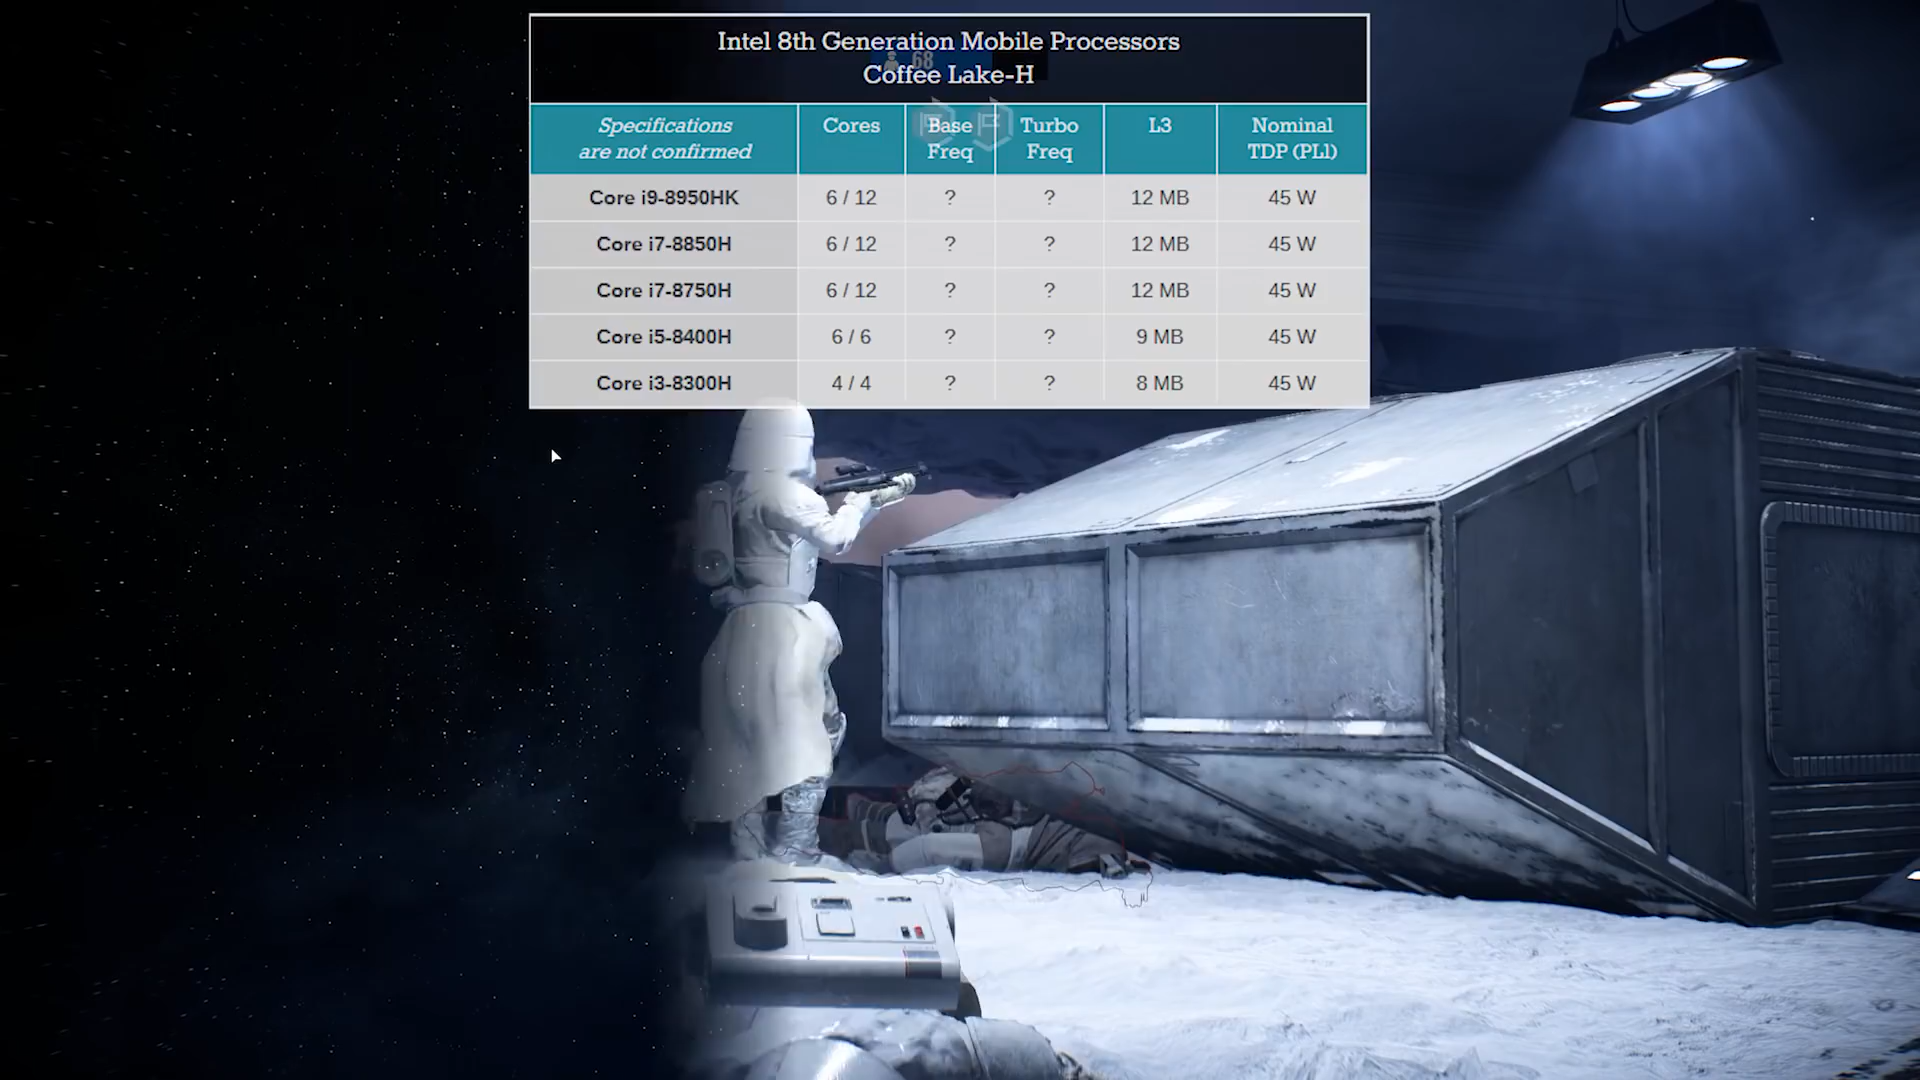 Intel 8th Generation Mobile Processors
Coffee Lake-H
68
Specifications are not confirmed Cores Base Freq Turbo Freq L3 Nominal TDP (PL1)
Core i9-8950HK 6 / 12 ? ? 12 MB 45 W
Core i7-8850H 6 / 12 ? ? 12 MB 45 W
Core i7-8750H 6 / 12 ? ? 12 MB 45 W
Core i5-8400H 6 / 6 ? ? 9 MB 45 W
Core i3-8300H 4 / 4 ? ? 8 MB 45 W